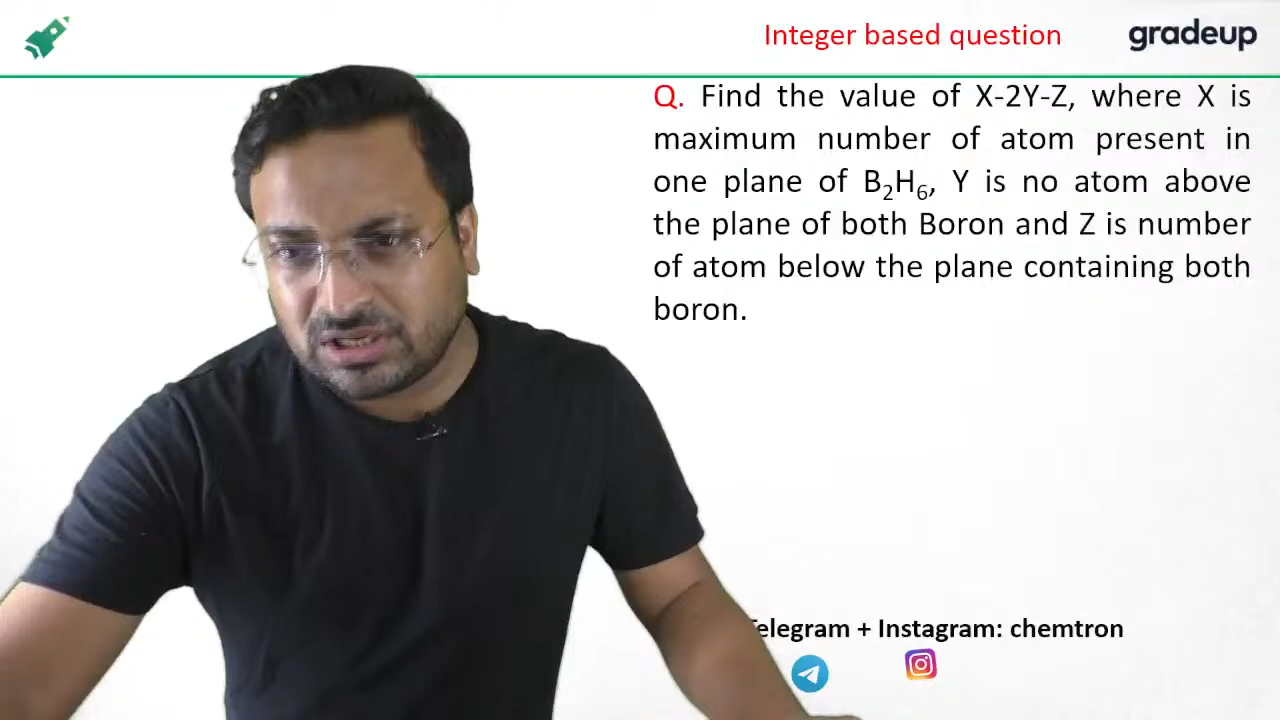 Integer based question
gradeup
Q. Find the value of X-2Y-Z, where X is
maximum number of atom present in
one plane of B₂H₆, Y is no atom above
the plane of both Boron and Z is number
of atom below the plane containing both
boron.
Telegram + Instagram: chemtron